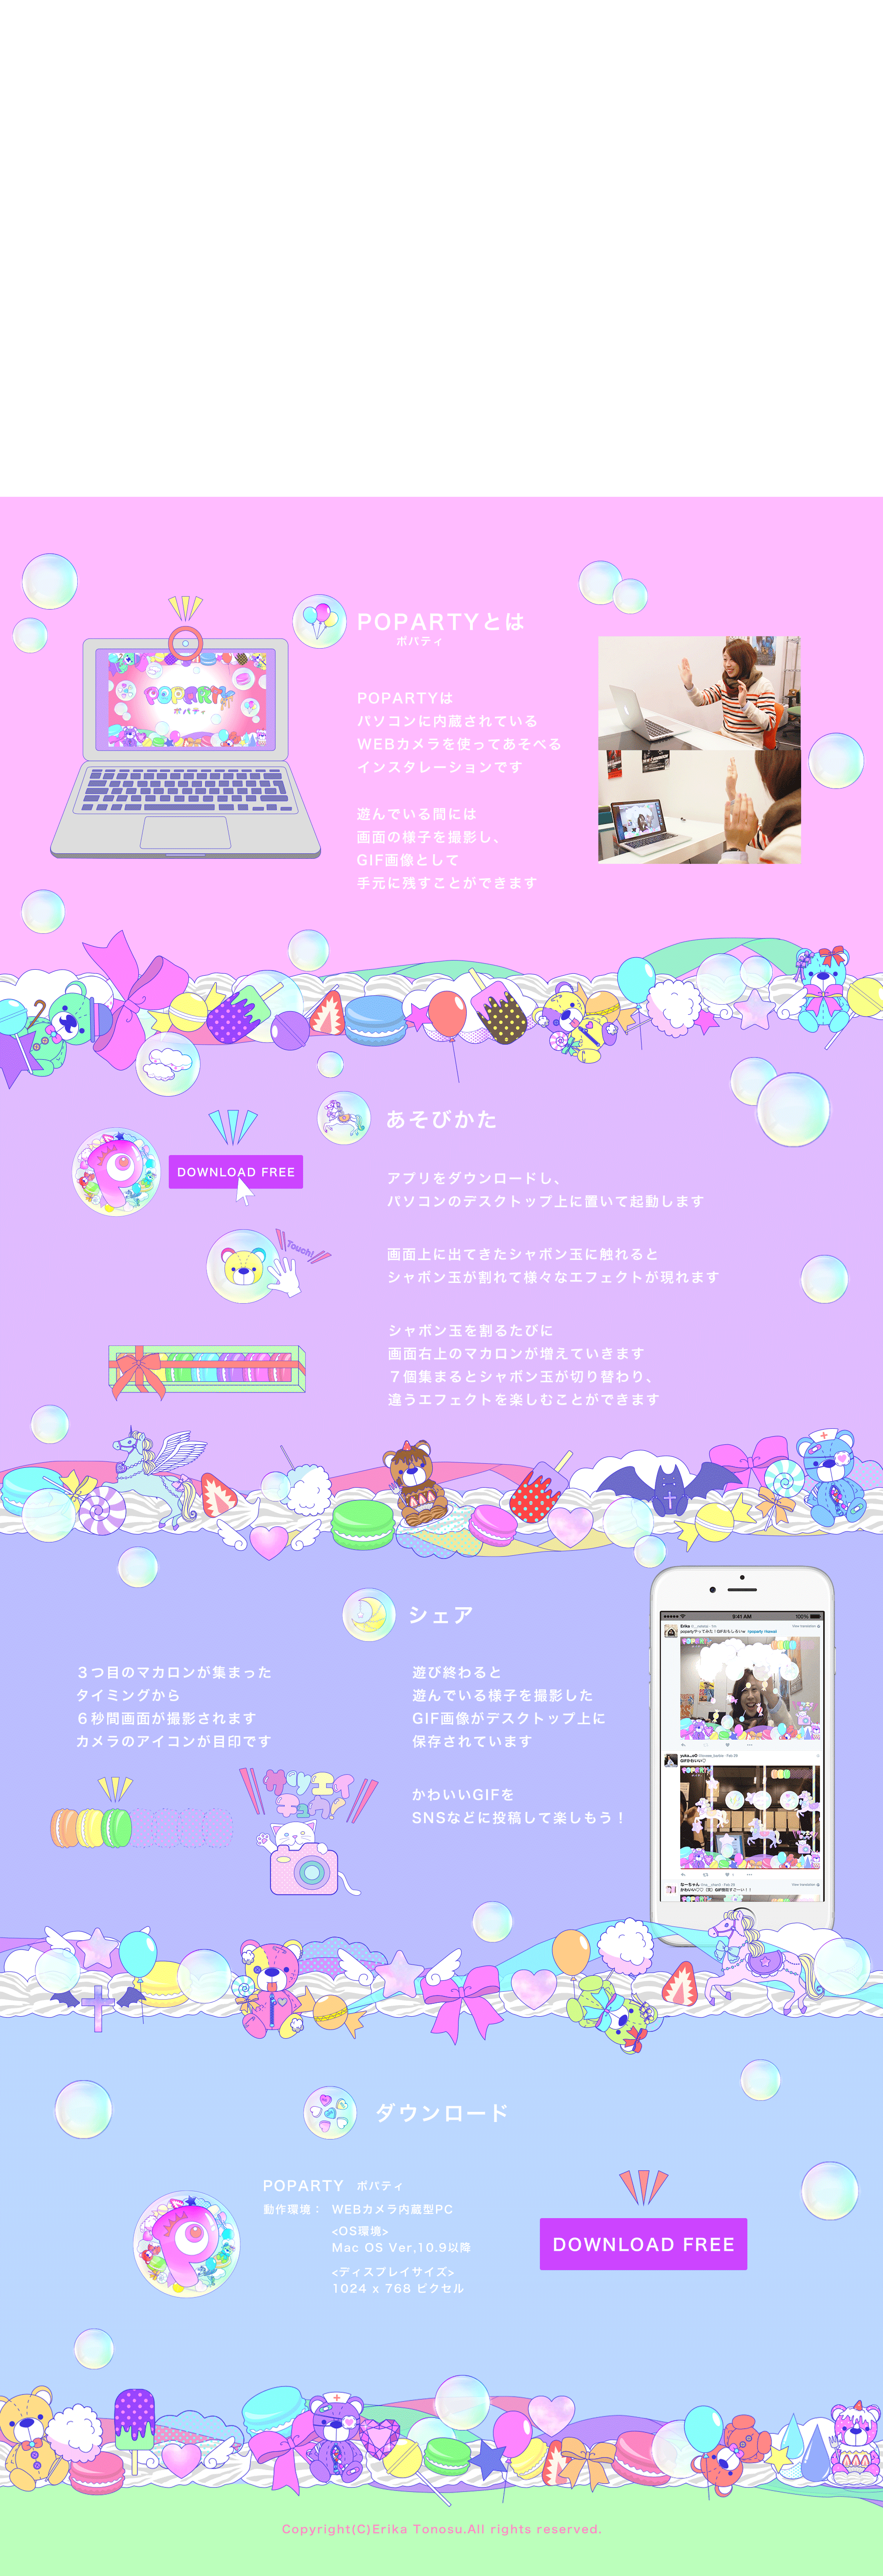 POPARTYとは
ポパティ
POPARTY
ポパティ
POPARTYは
パソコンに内蔵されている
WEBカメラを使ってあそべる
インスタレーションです
遊んでいる間には
画面の様子を撮影し、
GIF画像として
手元に残すことができます
あそびかた
DOWNLOAD FREE
アプリをダウンロードし、
パソコンのデスクトップ上に置いて起動します
Touch!
画面上に出てきたシャボン玉に触れると
シャボン玉が割れて様々なエフェクトが現れます
シャボン玉を割るたびに
画面右上のマカロンが増えていきます
７個集まるとシャボン玉が切り替わり、
違うエフェクトを楽しむことができます
シェア
３つ目のマカロンが集まった
タイミングから
６秒間画面が撮影されます
カメラのアイコンが目印です
サツエイ
チュウ!
遊び終わると
遊んでいる様子を撮影した
GIF画像がデスクトップ上に
保存されています
かわいいGIFを
SNSなどに投稿して楽しもう！
9:41 AM
100%
POPARTY
POPARTY
ダウンロード
POPARTY ポパティ
動作環境： WEBカメラ内蔵型PC
<OS環境>
Mac OS Ver,10.9以降
<ディスプレイサイズ>
1024 x 768 ピクセル
DOWNLOAD FREE
Copyright(C)Erika Tonosu.All rights reserved.